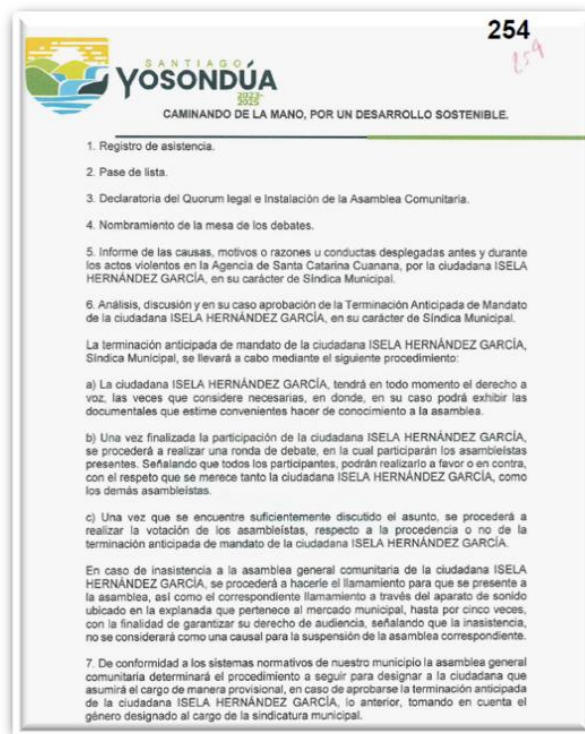 254
254
SANTIAGO
YOSONDÚA
2023-
2025
CAMINANDO DE LA MANO, POR UN DESARROLLO SOSTENIBLE.
1. Registro de asistencia.
2. Pase de lista.
3. Declaratoria del Quorum legal e Instalación de la Asamblea Comunitaria.
4. Nombramiento de la mesa de los debates.
5. Informe de las causas, motivos o razones u conductas desplegadas antes y durante
los actos violentos en la Agencia de Santa Catarina Cuanana, por la ciudadana ISELA
HERNÁNDEZ GARCÍA, en su carácter de Síndica Municipal.
6. Análisis, discusión y en su caso aprobación de la Terminación Anticipada de Mandato
de la ciudadana ISELA HERNÁNDEZ GARCÍA, en su carácter de Síndica Municipal.
La terminación anticipada de mandato de la ciudadana ISELA HERNÁNDEZ GARCÍA,
Síndica Municipal, se llevará a cabo mediante el siguiente procedimiento:
a) La ciudadana ISELA HERNÁNDEZ GARCÍA, tendrá en todo momento el derecho a
voz, las veces que considere necesarias, en donde, en su caso podrá exhibir las
documentales que estime convenientes hacer de conocimiento a la asamblea.
b) Una vez finalizada la participación de la ciudadana ISELA HERNÁNDEZ GARCÍA,
se procederá a realizar una ronda de debate, en la cual participarán los asambleístas
presentes. Señalando que todos los participantes, podrán realizarlo a favor o en contra,
con el respeto que se merece tanto la ciudadana ISELA HERNÁNDEZ GARCÍA, como
los demás asambleístas.
c) Una vez que se encuentre suficientemente discutido el asunto, se procederá a
realizar la votación de los asambleístas, respecto a la procedencia o no de la
terminación anticipada de mandato de la ciudadana ISELA HERNÁNDEZ GARCÍA.
En caso de inasistencia a la asamblea general comunitaria de la ciudadana ISELA
HERNÁNDEZ GARCÍA, se procederá a hacerle el llamamiento para que se presente a
la asamblea, así como el correspondiente llamamiento a través del aparato de sonido
ubicado en la explanada que pertenece al mercado municipal, hasta por cinco veces,
con la finalidad de garantizar su derecho de audiencia, señalando que la inasistencia,
no se considerará como una causal para la suspensión de la asamblea correspondiente.
7. De conformidad a los sistemas normativos de nuestro municipio la asamblea general
comunitaria determinará el procedimiento a seguir para designar a la ciudadana que
asumirá el cargo de manera provisional, en caso de aprobarse la terminación anticipada
de la ciudadana ISELA HERNÁNDEZ GARCÍA, lo anterior, tomando en cuenta el
género designado al cargo de la sindicatura municipal.